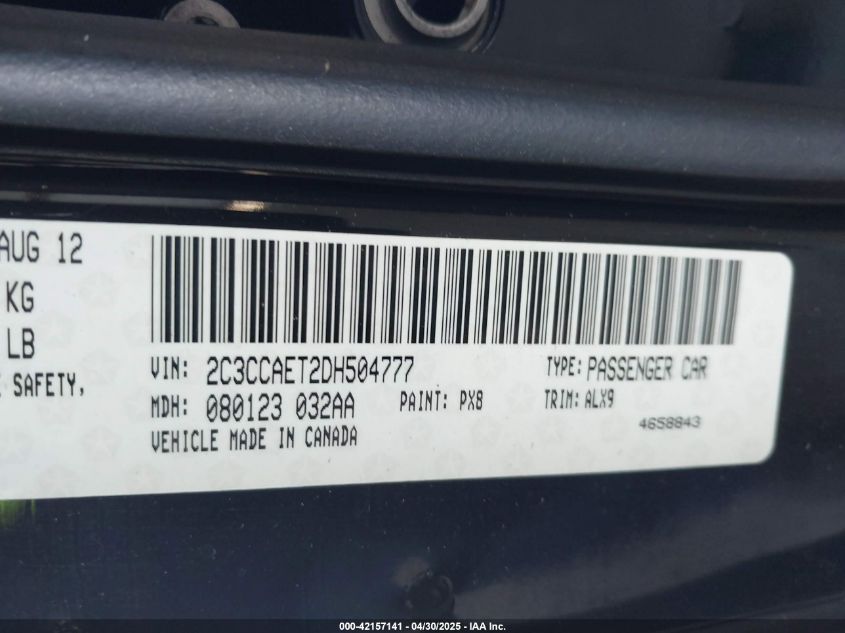 AUG 12
KG
LB
SAFETY,
VIN: 2C3CCAET2DH504777
TYPE: PASSENGER CAR
MDH: 080123 032AA
PAINT: PX8
TRIM: ALX9
VEHICLE MADE IN CANADA
4658843
000-42157141 - 04/30/2025 - IAA Inc.